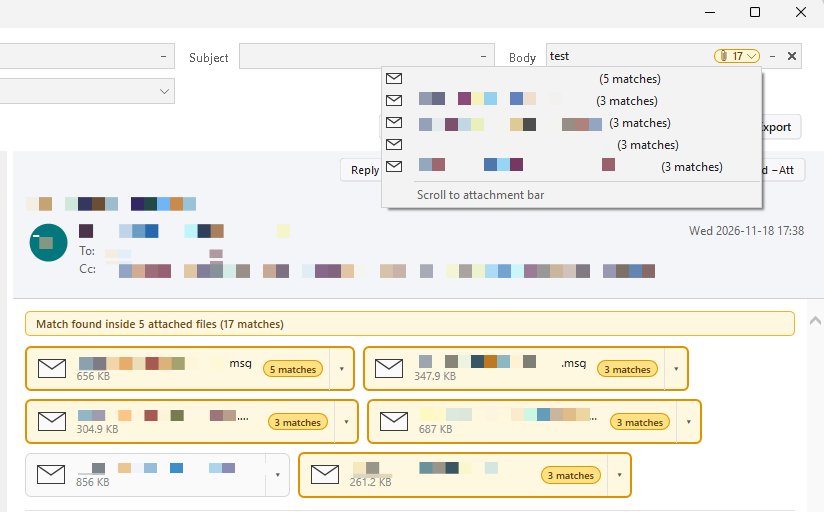 Subject
Body
test
17
(5 matches)
(3 matches)
(3 matches)
(3 matches)
(3 matches)
Scroll to attachment bar
xport
Reply
d – Att
Wed 2026-11-18 17:38
To:
Cc:
Match found inside 5 attached files (17 matches)
.msg
656 KB
5 matches
.msg
347.9 KB
3 matches
....
304.9 KB
3 matches
...
687 KB
3 matches
856 KB
261.2 KB
3 matches